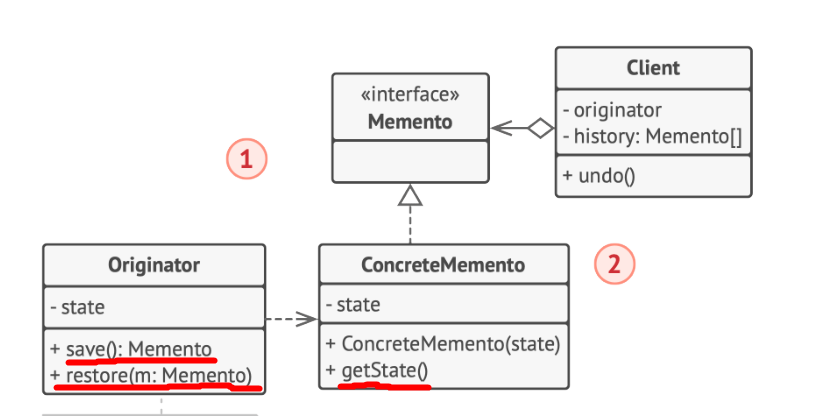 «interface»
Memento
Client
- originator
- history: Memento[]
+ undo()
1
Originator
- state
+ save(): Memento
+ restore(m: Memento)
ConcreteMemento
- state
+ ConcreteMemento(state)
+ getState()
2